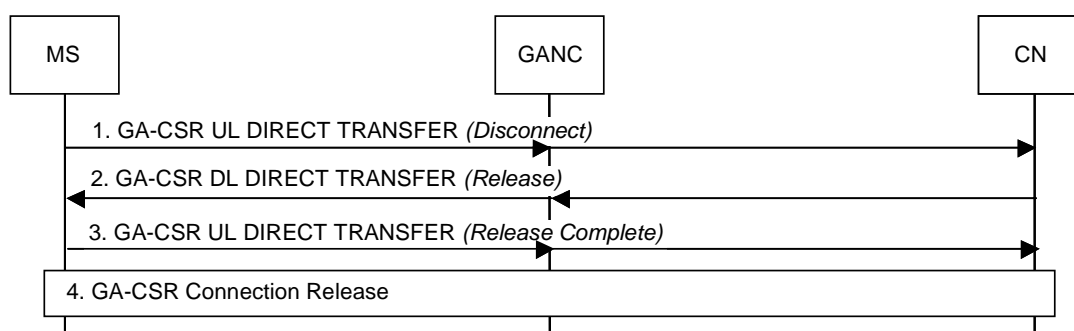 MS
GANC
CN
1. GA-CSR UL DIRECT TRANSFER (Disconnect)
2. GA-CSR DL DIRECT TRANSFER (Release)
3. GA-CSR UL DIRECT TRANSFER (Release Complete)
4. GA-CSR Connection Release